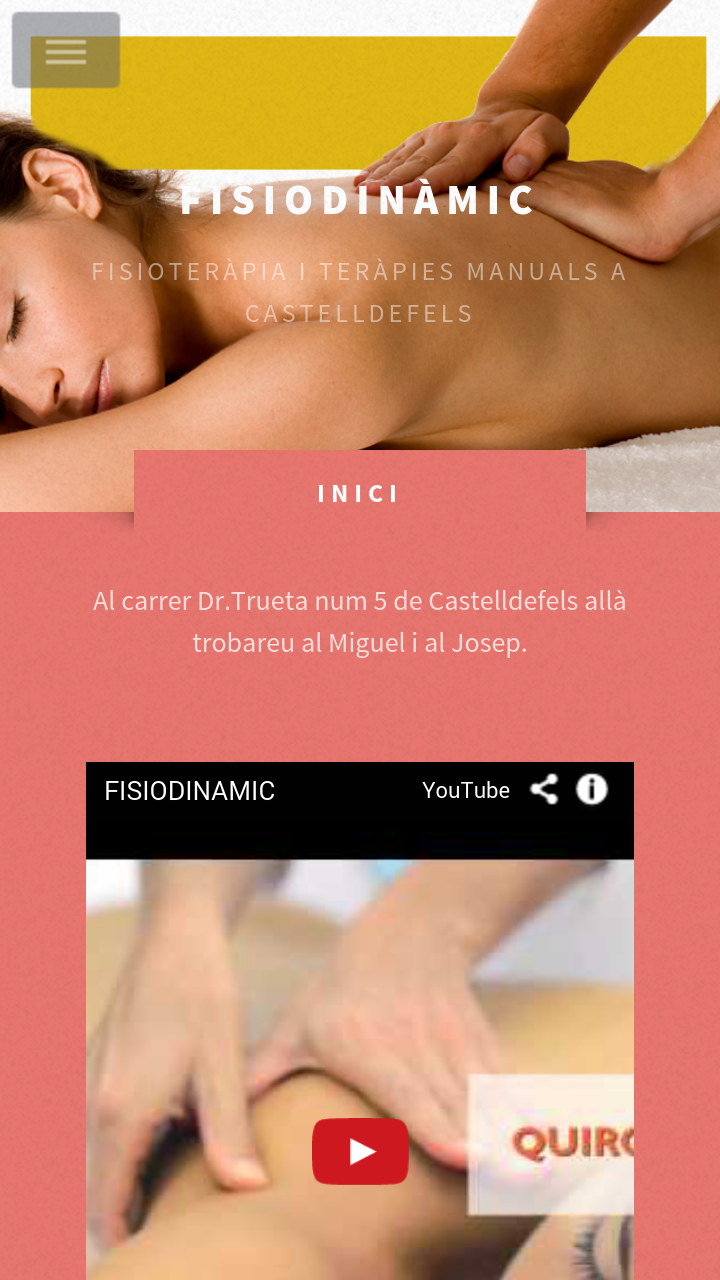 FISIODINÀMIC
FISIOTERÀPIA I TERÀPIES MANUALS A
CASTELLDEFELS
INICI
Al carrer Dr.Trueta num 5 de Castelldefels allà
trobareu al Miguel i al Josep.
FISIODINAMIC YouTube